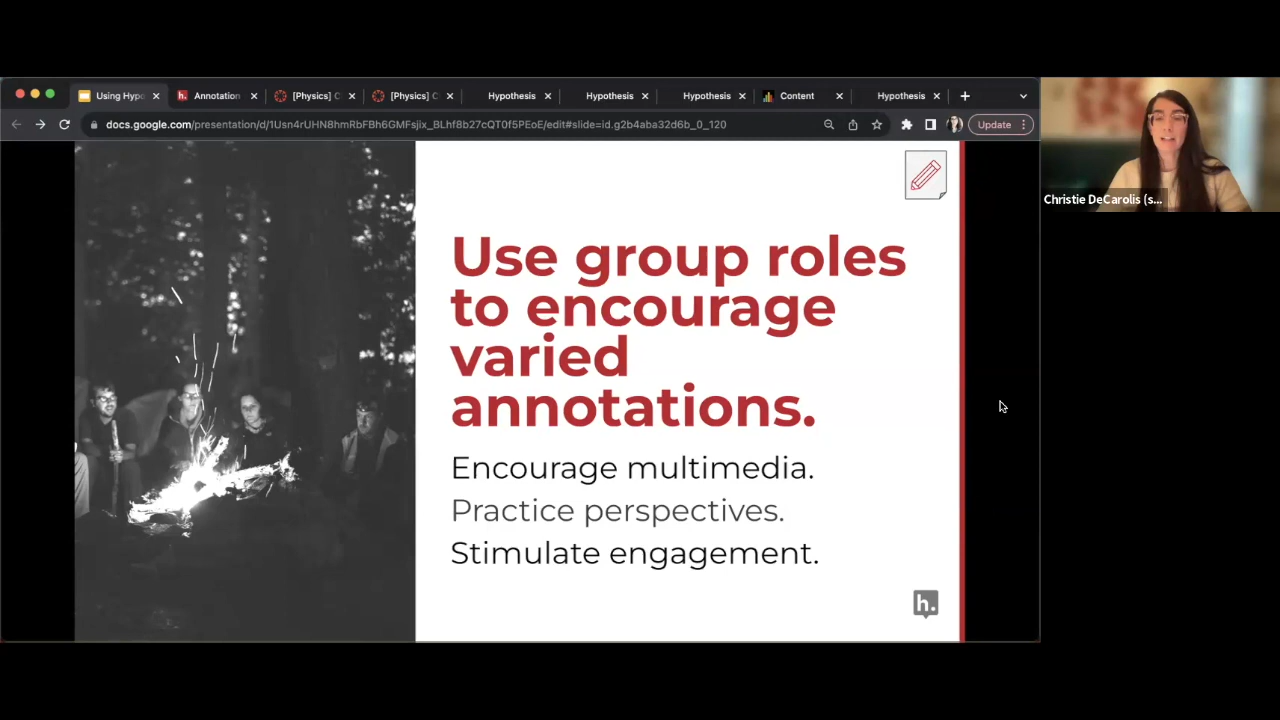 Using Hypo
Annotation
[Physics] C
[Physics] C
Hypothesis
Hypothesis
Hypothesis
Content
Hypothesis
docs.google.com/presentation/d/1Usn4rUHN8hmRbFBh6GMFsjix_BLhf8b27cQT0f5PEoE/edit#slide=id.g2b4aba32d6b_0_120
Update
Christie DeCarolis (s...
Use group roles
to encourage
varied
annotations.
Encourage multimedia.
Practice perspectives.
Stimulate engagement.
h.